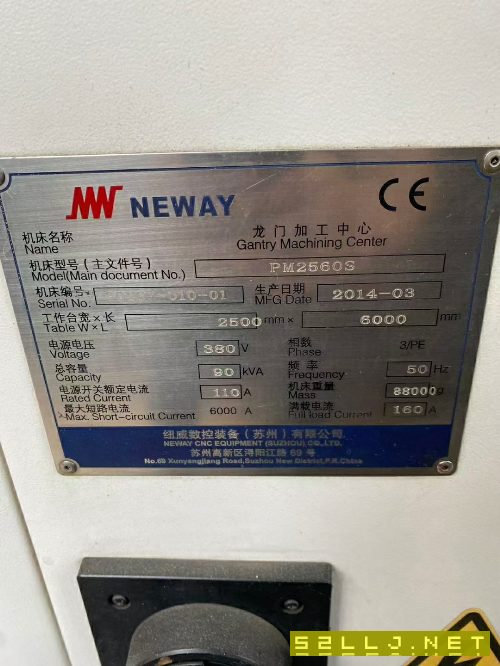 NEWAY
CE
机床名称
Name
龙门加工中心
Gantry Machining Center
机床型号(主文件号)
Model(Main document No.)
PM2560S
机床编号
Serial No.
010-01
生产日期
MFG Date
2014-03
工作台宽×长
Table W×L
2500 mm × 6000 mm
电源电压
Voltage
380 V
相数
Phase
3/PE
总容量
Capacity
90 kVA
频率
Frequency
50 Hz
电源开关额定电流
Rated Current
110 A
机床重量
Mass
88000
最大短路电流
Max. Short-circuit Current
6000 A
满载电流
Full load Current
160 A
纽威数控装备(苏州)有限公司
NEWAY CNC EQUIPMENT (SUZHOU) CO.,LTD.
苏州高新区浔阳江路 69 号
No.69 Xunyangjiang Road,Suzhou New District,P.R.China
52LLJ.NET